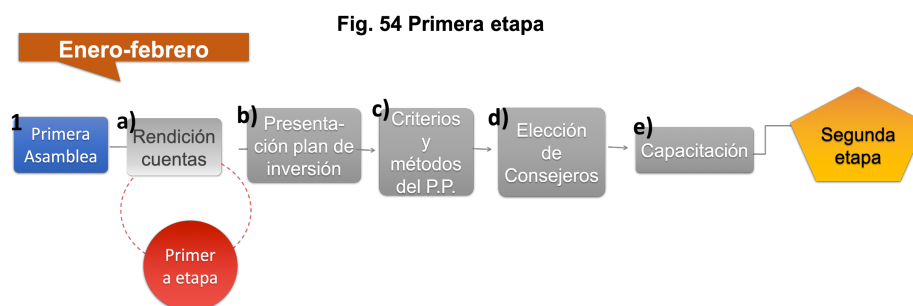 Fig. 54 Primera etapa
Enero-febrero
1
Primera
Asamblea
a)
Rendición
cuentas
b)
Presenta-
ción plan de
inversión
c)
Criterios
y
métodos
del P.P.
d)
Elección
de
Consejeros
e)
Capacitación
Segunda
etapa
Primer
a etapa